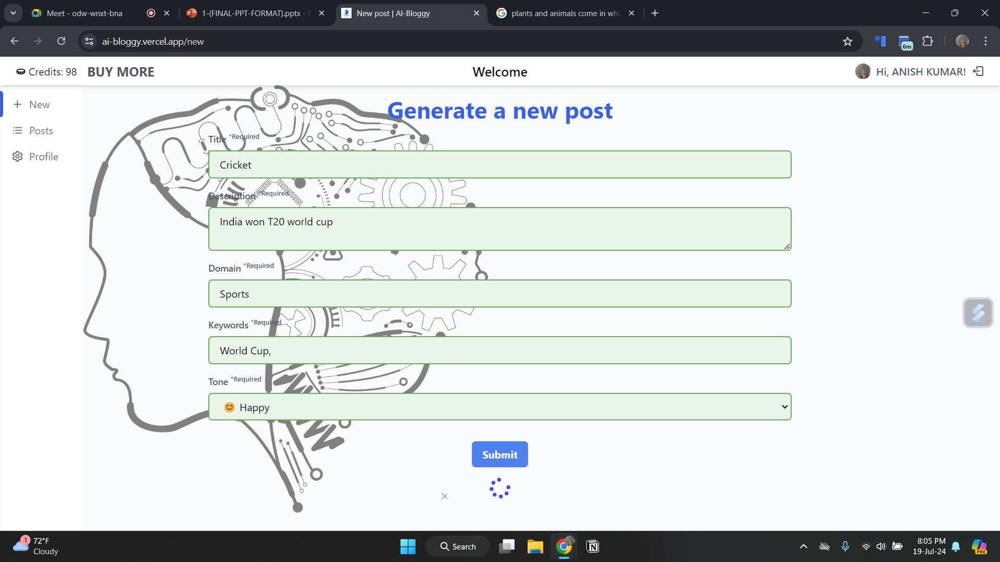 Meet - odw-wnxt-bna
1-(FINAL-PPT-FORMAT).pptx -
New post | AI-Bloggy
plants and animals come in whi
ai-bloggy.vercel.app/new
6m
Credits: 98
BUY MORE
Welcome
Hi, ANISH KUMAR!
New
Posts
Profile
Generate a new post
Title *Required
Cricket
Description *Required
India won T20 world cup
Domain *Required
Sports
Keywords *Required
World Cup,
Tone *Required
😊 Happy
Submit
1
72°F
Cloudy
Search
8:05 PM
19-Jul-24
PRE